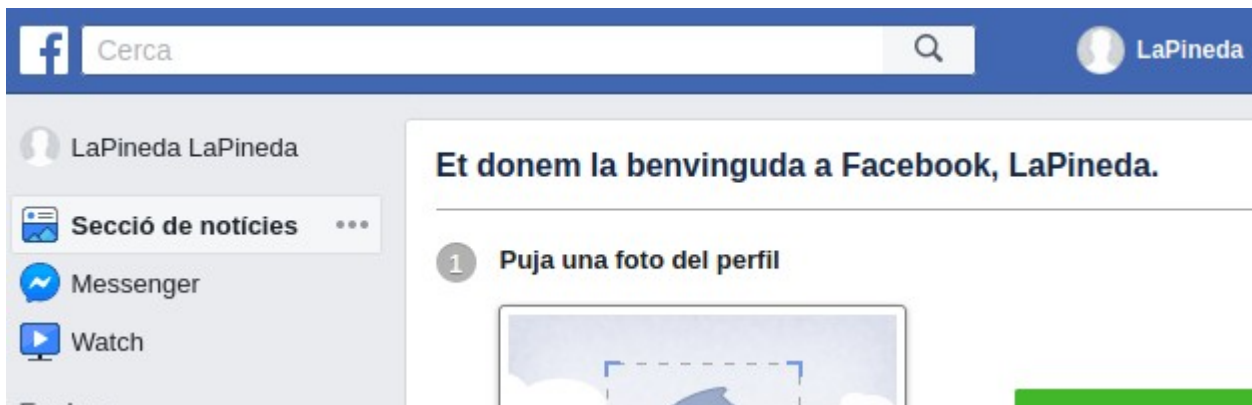 Cerca
LaPineda
LaPineda LaPineda
Secció de notícies
Messenger
Watch
Et donem la benvinguda a Facebook, LaPineda.
1
Puja una foto del perfil